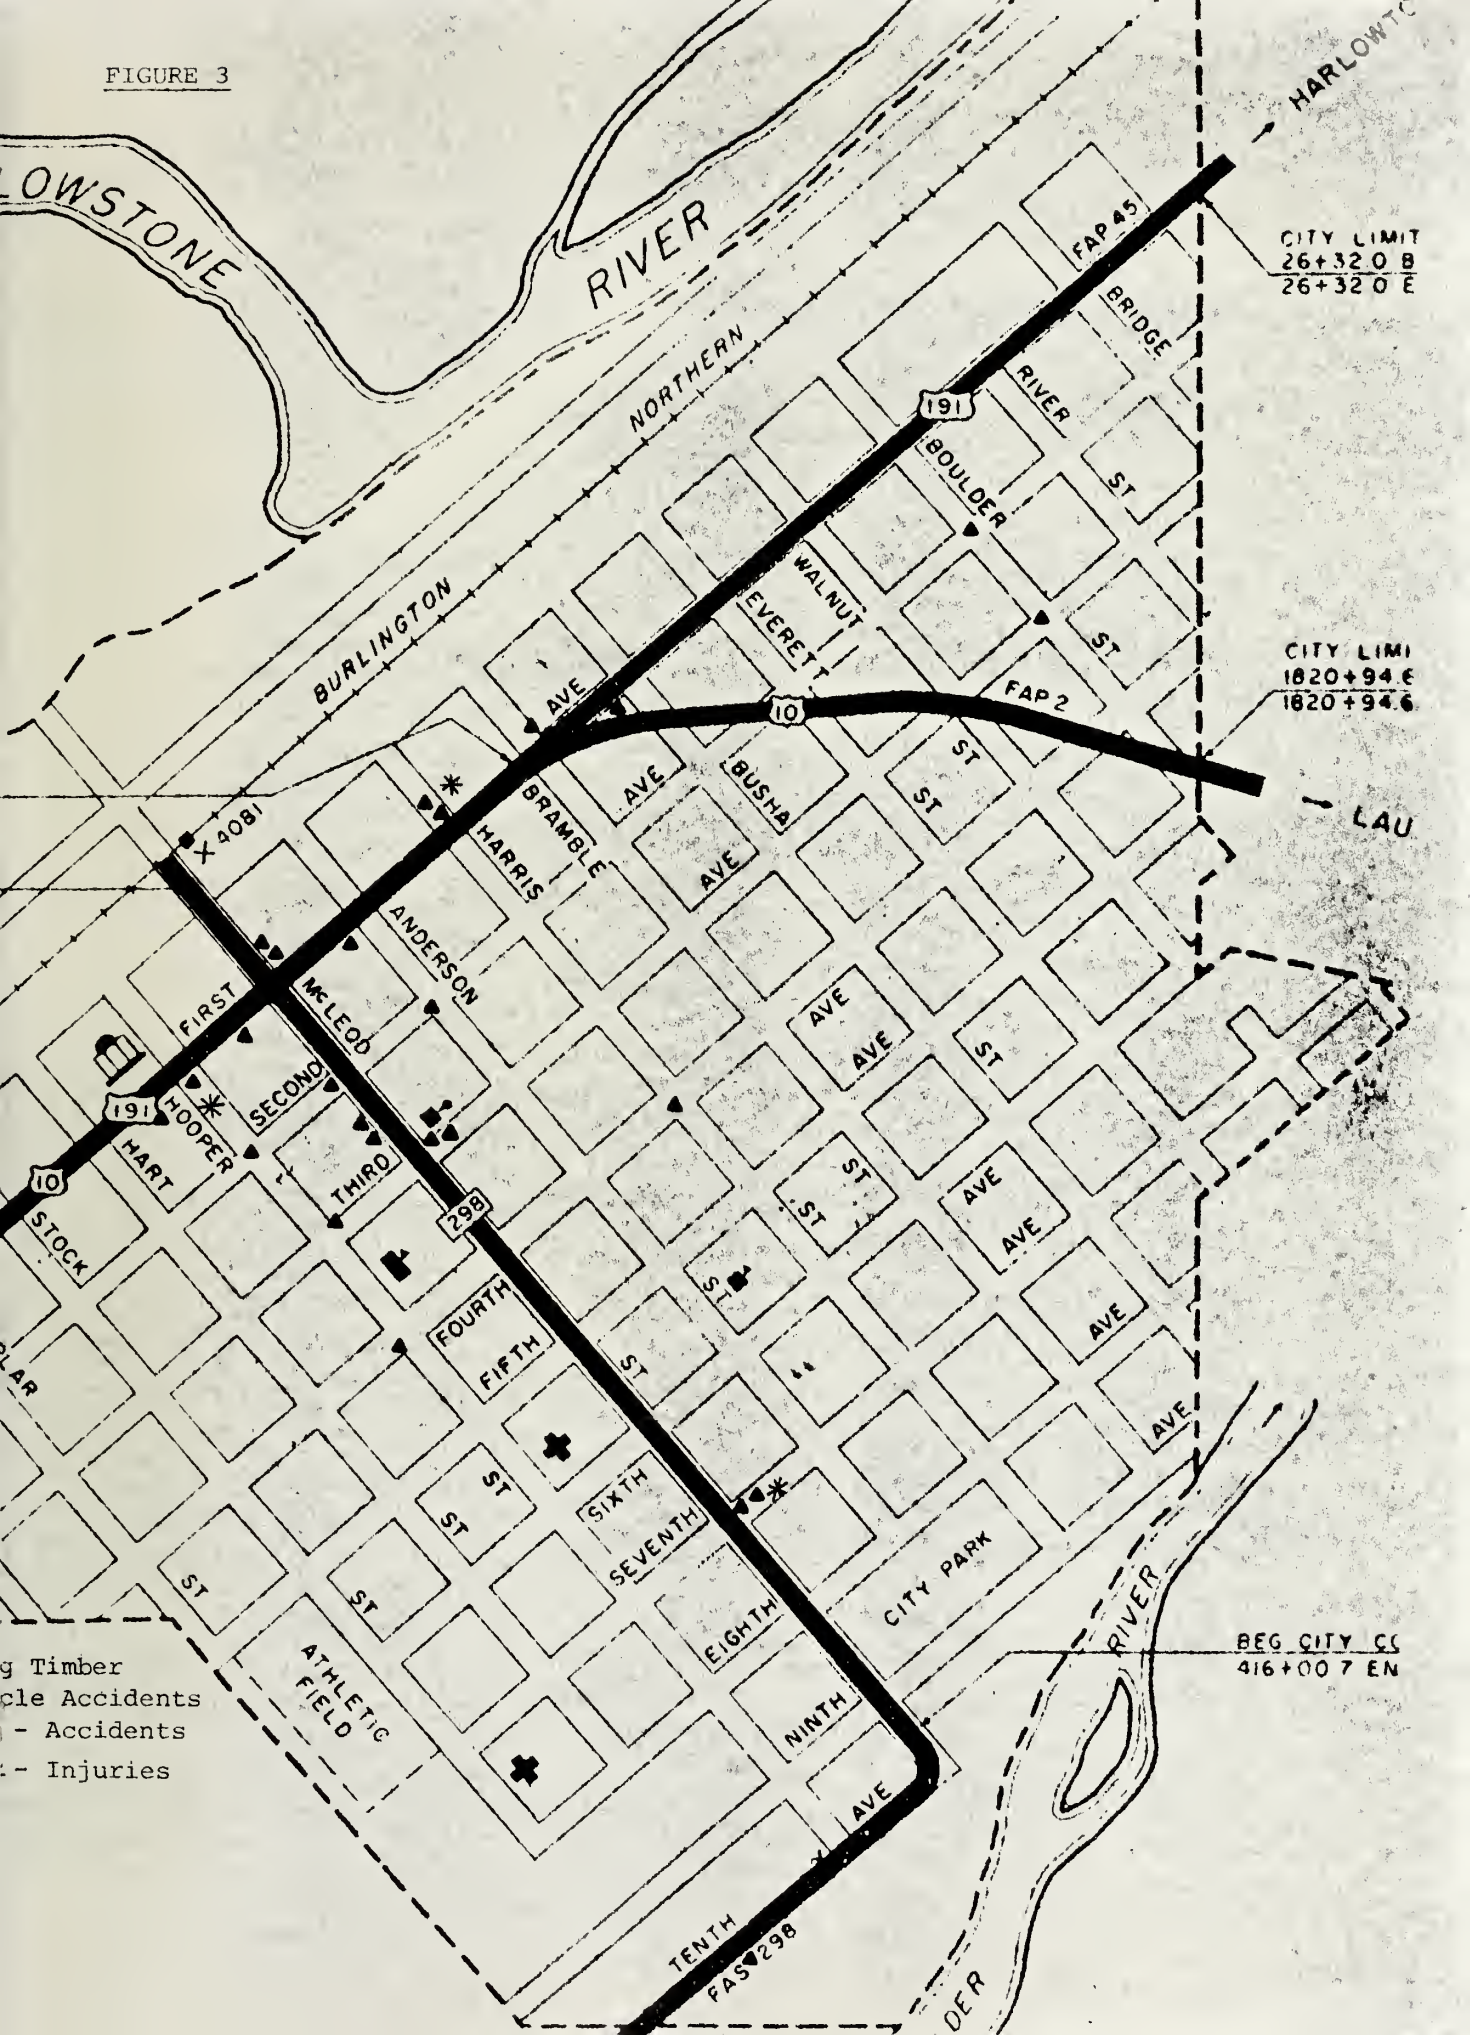 FIGURE 3
HARLOWTO
LOWSTONE
RIVER
FAP 45
CITY LIMIT
26+32.0 B
26+32.0 E
BRIDGE
NORTHERN
RIVER
191
BOULDER
ST
WALNUT
EVERETT
BURLINGTON
ST
CITY LIMI
1820+94.6
1820+94.6
AVE
FAP 2
10
ST
ST
AVE
BUSHA
BRAMBLE
LAU
X 4081
HARRIS
AVE
ANDERSON
FIRST
McLEOD
AVE
AVE
ST
SECOND
191
HOOPER
HART
THIRD
10
STOCK
298
ST
ST
AVE
AVE
ST
FOURTH
FIFTH
ST
AVE
LAR
AVE
ST
ST
SIXTH
SEVENTH
CITY PARK
ST
ST
EIGHTH
RIVER
ATHLETIC
FIELD
BEG CITY CC
416+00.7 EN
g Timber
cle Accidents
- Accidents
- Injuries
NINTH
AVE
TENTH
FAS 298
DER